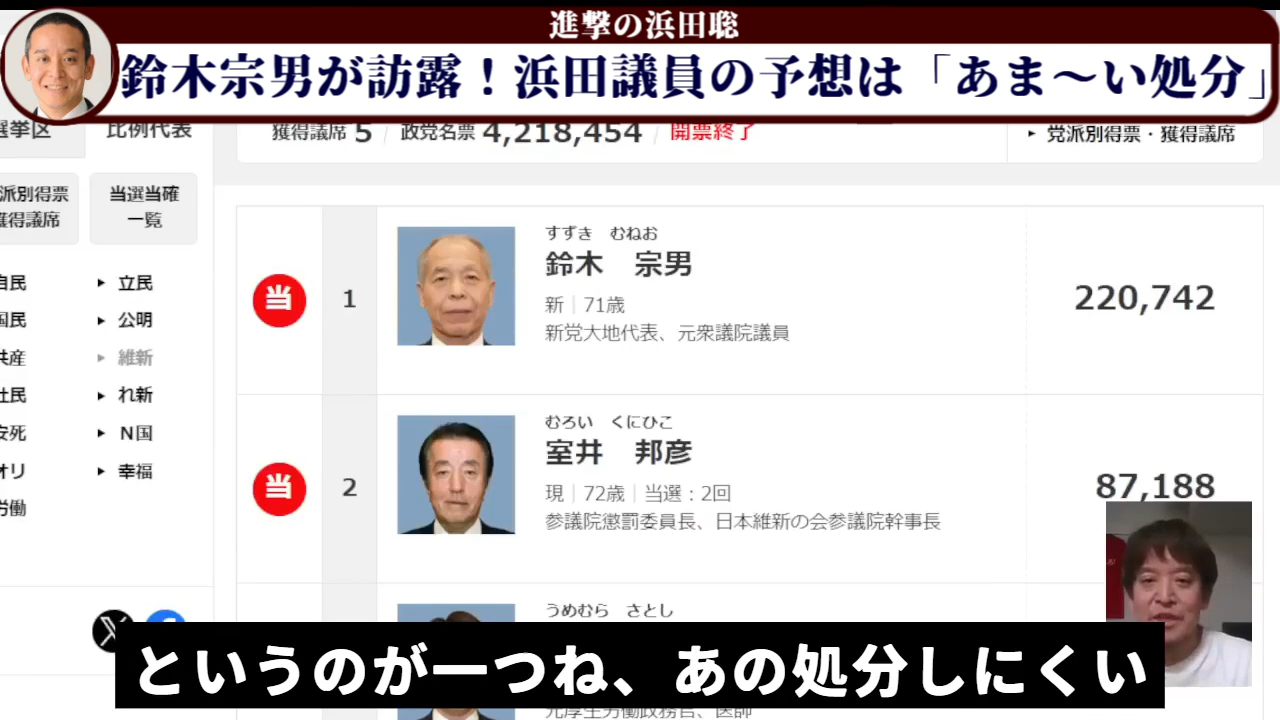 進撃の浜田聡
鈴木宗男が訪露！浜田議員の予想は「あま～い処分」
選挙区
比例代表
獲得議席 5 / 政党名票 4,218,454 / 開票終了
党派別得票・獲得議席
派別得票
獲得議席
当選当確
一覧
自民
立民
国民
公明
共産
維新
社民
れ新
安死
N国
オリ
幸福
労働
当
1
すずき むねお
鈴木 宗男
新｜71歳
新党大地代表、元衆議院議員
220,742
当
2
むろい くにひこ
室井 邦彦
現｜72歳｜当選：2回
参議院懲罰委員長、日本維新の会参議院幹事長
87,188
うめむら さとし
というのが一つね、あの処分しにくい
元厚生労働政務官、医師